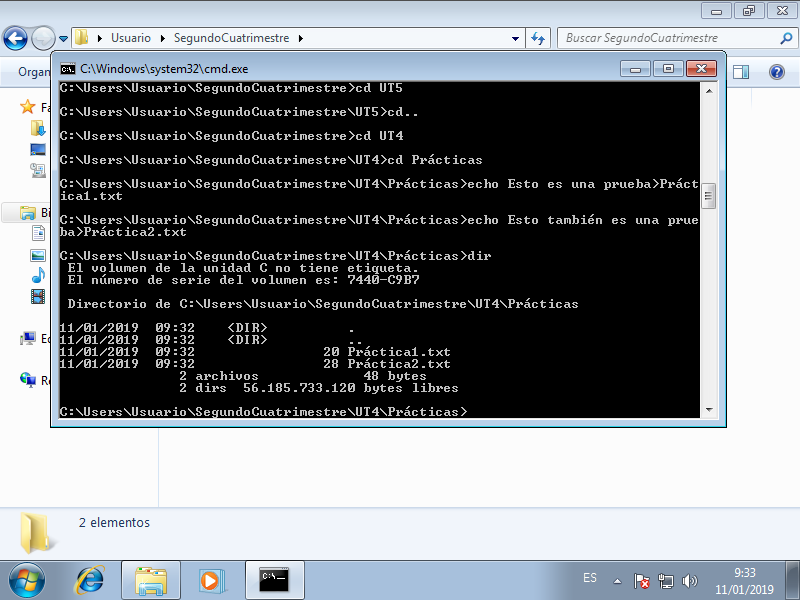 Usuario
SegundoCuatrimestre
Buscar SegundoCuatrimestre
Organ
C:\Windows\system32\cmd.exe
Fa
Bi
Ec
Re
C:\Users\Usuario\SegundoCuatrimestre>cd UT5
C:\Users\Usuario\SegundoCuatrimestre\UT5>cd..
C:\Users\Usuario\SegundoCuatrimestre>cd UT4
C:\Users\Usuario\SegundoCuatrimestre\UT4>cd Prácticas
C:\Users\Usuario\SegundoCuatrimestre\UT4\Prácticas>echo Esto es una prueba>Práct
ica1.txt
C:\Users\Usuario\SegundoCuatrimestre\UT4\Prácticas>echo Esto también es una prue
ba>Práctica2.txt
C:\Users\Usuario\SegundoCuatrimestre\UT4\Prácticas>dir
El volumen de la unidad C no tiene etiqueta.
El número de serie del volumen es: 7440-C9B7
Directorio de C:\Users\Usuario\SegundoCuatrimestre\UT4\Prácticas
11/01/2019 09:32 <DIR> .
11/01/2019 09:32 <DIR> ..
11/01/2019 09:32 20 Práctica1.txt
11/01/2019 09:32 28 Práctica2.txt
2 archivos 48 bytes
2 dirs 56.185.733.120 bytes libres
C:\Users\Usuario\SegundoCuatrimestre\UT4\Prácticas>
2 elementos
C:\_
ES
9:33
11/01/2019